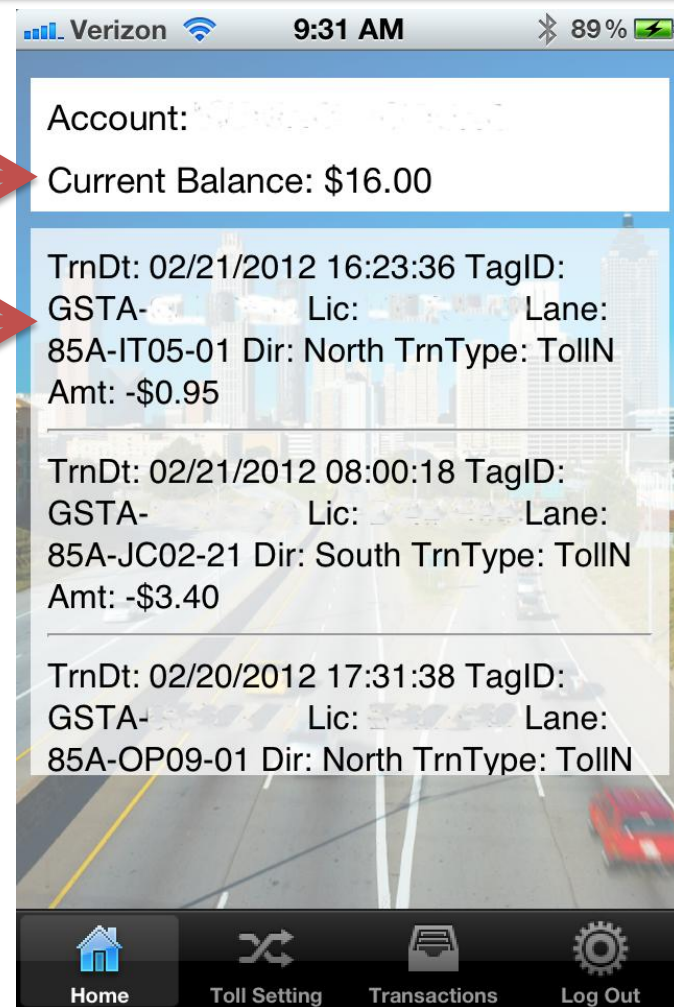 Verizon 9:31 AM 89%
Account:
Current Balance: $16.00
TrnDt: 02/21/2012 16:23:36 TagID:
GSTA- Lic: Lane:
85A-IT05-01 Dir: North TrnType: TollN
Amt: -$0.95
TrnDt: 02/21/2012 08:00:18 TagID:
GSTA- Lic: Lane:
85A-JC02-21 Dir: South TrnType: TollN
Amt: -$3.40
TrnDt: 02/20/2012 17:31:38 TagID:
GSTA- Lic: Lane:
85A-OP09-01 Dir: North TrnType: TollN
Home Toll Setting Transactions Log Out